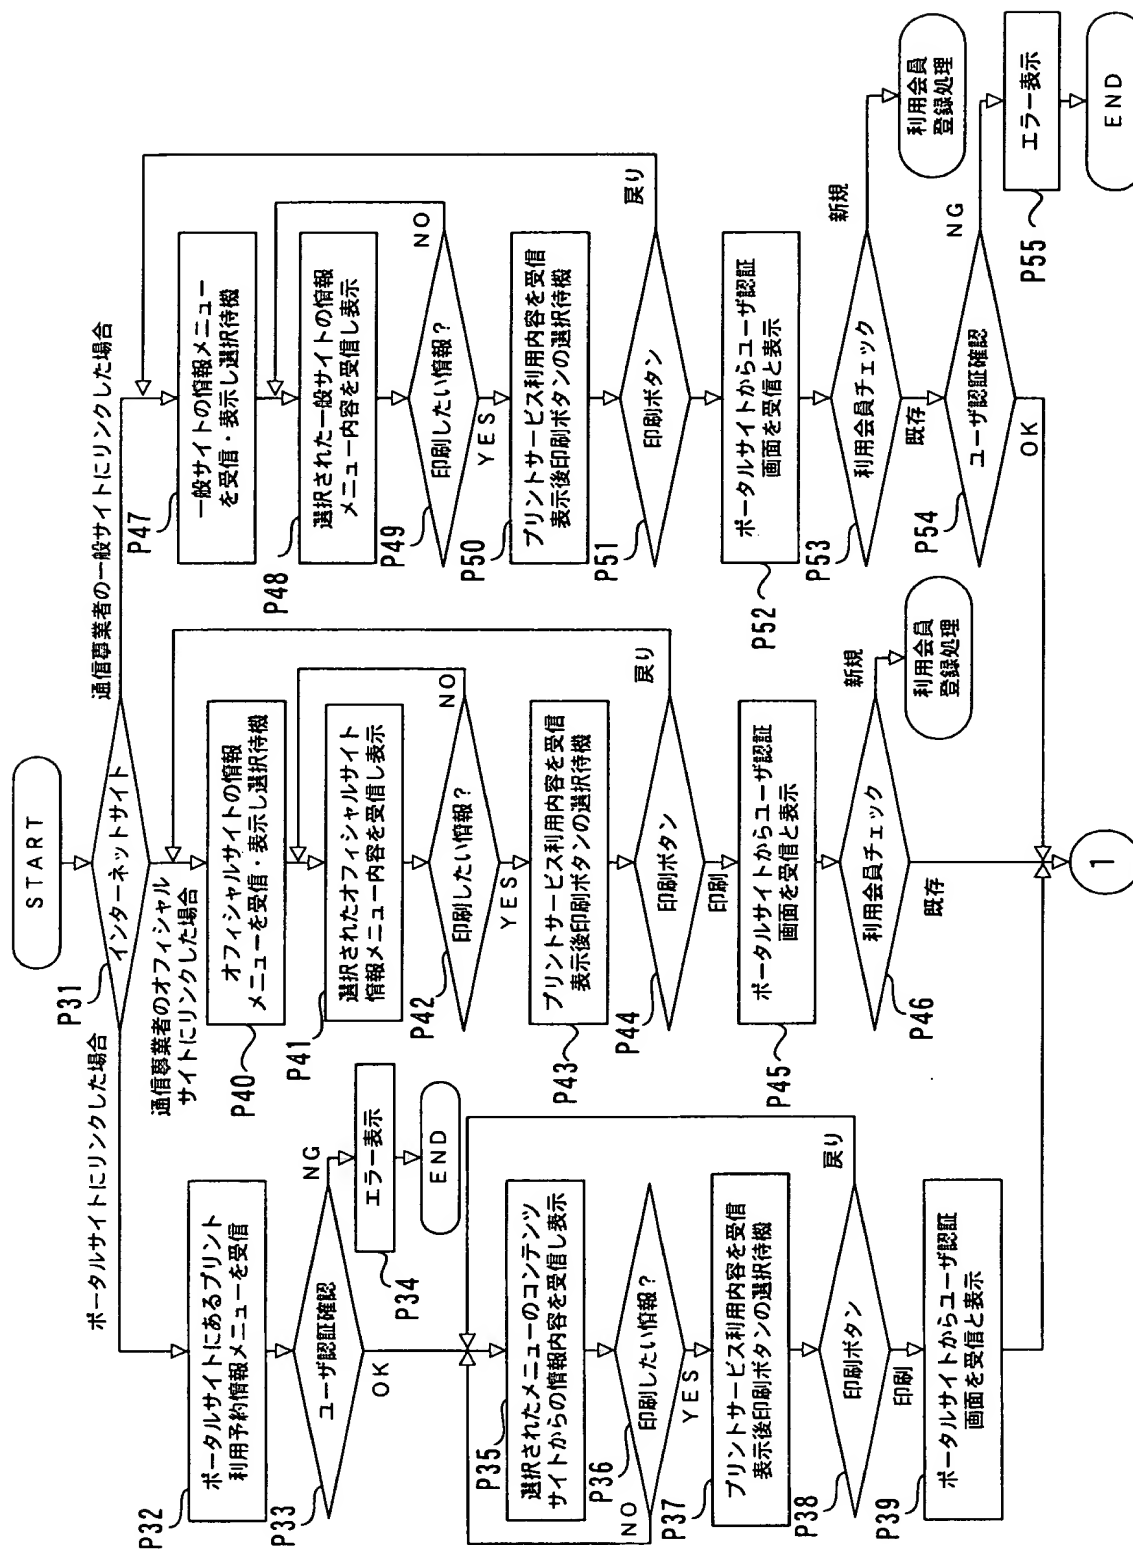 START
P31
インターネットサイト
ポータルサイトにリンクした場合
通信事業者のオフィシャル
サイトにリンクした場合
通信事業者の一般サイトにリンクした場合
P32
ポータルサイトにあるプリント
利用予約情報メニューを受信
P33
ユーザ認証確認
NG
OK
P34
エラー表示
END
P35
選択されたメニューのコンテンツ
サイトからの情報内容を受信し表示
P36
印刷したい情報?
NO
YES
P37
プリントサービス利用内容を受信
表示後印刷ボタンの選択待機
P38
印刷ボタン
戻り
印刷
P39
ポータルサイトからユーザ認証
画面を受信と表示
P40
オフィシャルサイトの情報
メニューを受信・表示し選択待機
P41
選択されたオフィシャルサイト
情報メニュー内容を受信し表示
P42
印刷したい情報?
NO
YES
P43
プリントサービス利用内容を受信
表示後印刷ボタンの選択待機
P44
印刷ボタン
戻り
印刷
P45
ポータルサイトからユーザ認証
画面を受信と表示
P46
利用会員チェック
新規
利用会員
登録処理
既存
P47
一般サイトの情報メニュー
を受信・表示し選択待機
P48
選択された一般サイトの情報
メニュー内容を受信し表示
P49
印刷したい情報?
NO
YES
P50
プリントサービス利用内容を受信
表示後印刷ボタンの選択待機
P51
印刷ボタン
戻り
P52
ポータルサイトからユーザ認証
画面を受信と表示
P53
利用会員チェック
新規
利用会員
登録処理
既存
P54
ユーザ認証確認
NG
OK
P55
エラー表示
END
1